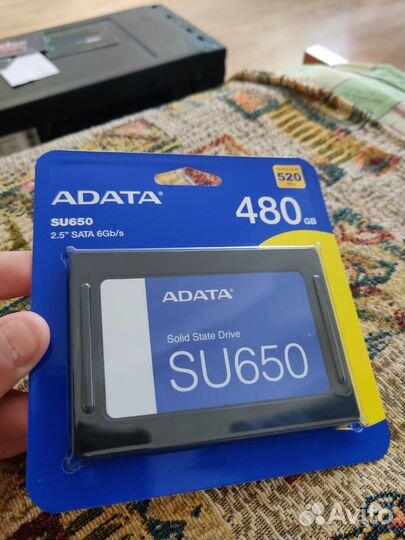 ADATA
SU650
2.5" SATA 6Gb/s
520
480 GB
ADATA
Solid State Drive
SU650
Avito